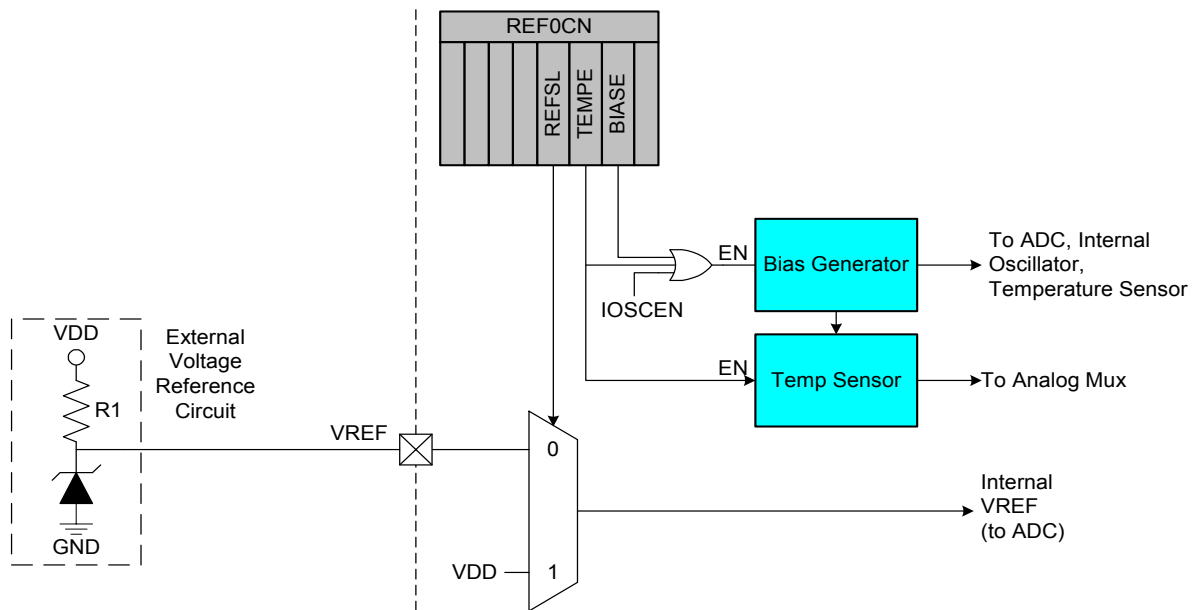 REF0CN
REFSL
TEMPE
BIASE
EN
Bias Generator
To ADC, Internal
Oscillator,
Temperature Sensor
IOSCEN
VDD
External
Voltage
Reference
Circuit
R1
EN
Temp Sensor
To Analog Mux
VREF
0
Internal
VREF
(to ADC)
GND
VDD
1